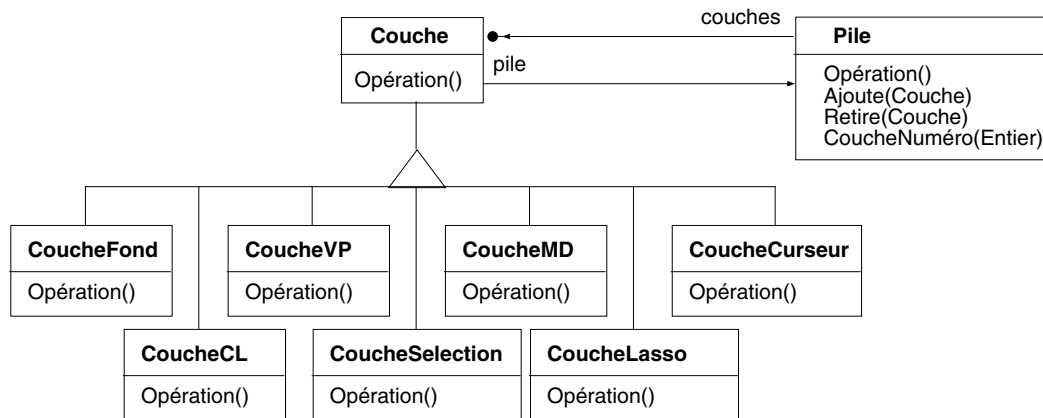 couches
Couche
Opération()
pile
Pile
Opération()
Ajoute(Couche)
Retire(Couche)
CoucheNuméro(Entier)
CoucheFond
Opération()
CoucheVP
Opération()
CoucheMD
Opération()
CoucheCurseur
Opération()
CoucheCL
Opération()
CoucheSelection
Opération()
CoucheLasso
Opération()